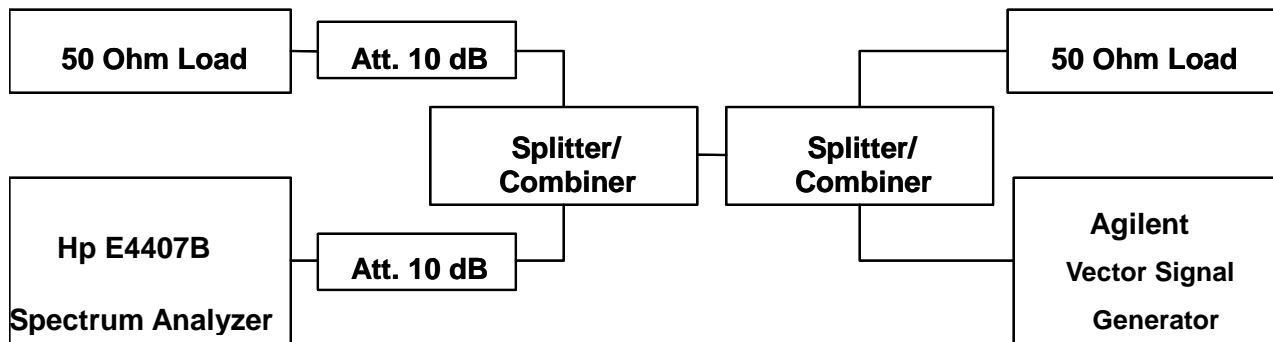 50 Ohm Load
Att. 10 dB
50 Ohm Load
Splitter/
Combiner
Splitter/
Combiner
Hp E4407B
Spectrum Analyzer
Att. 10 dB
Agilent
Vector Signal
Generator